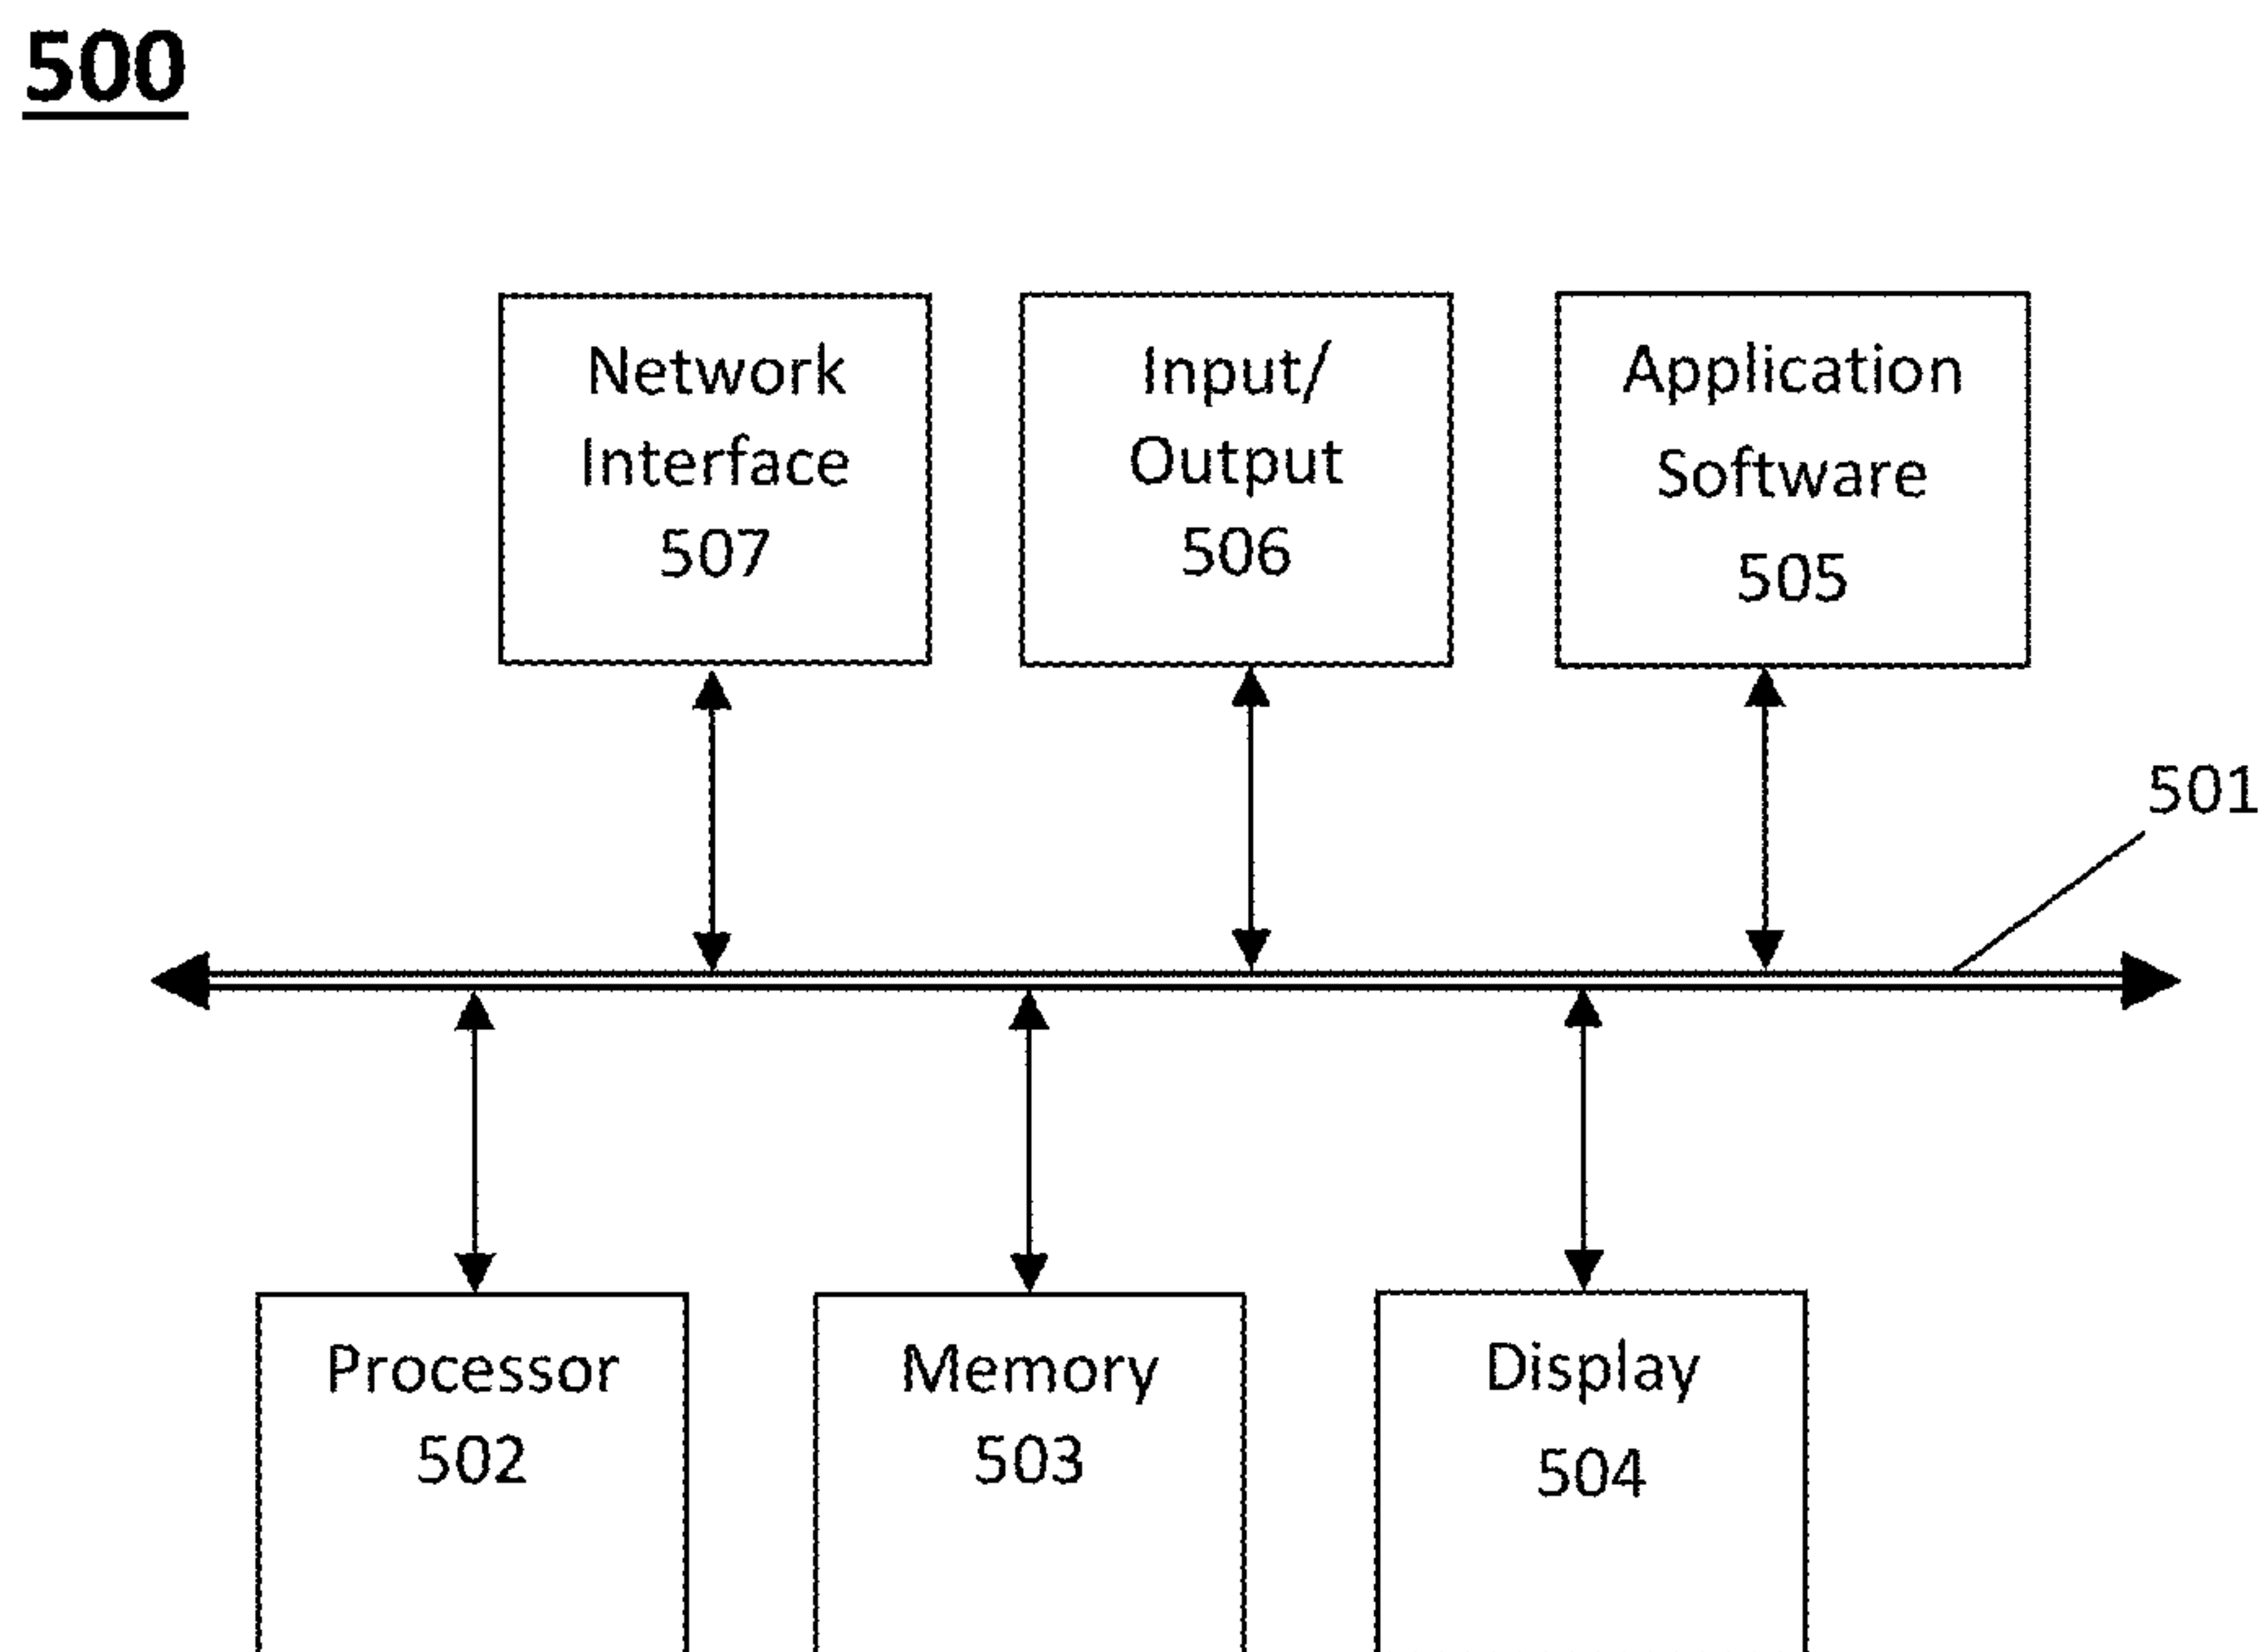 500
Network
Interface
507
Input/
Output
506
Application
Software
505
501
Processor
502
Memory
503
Display
504